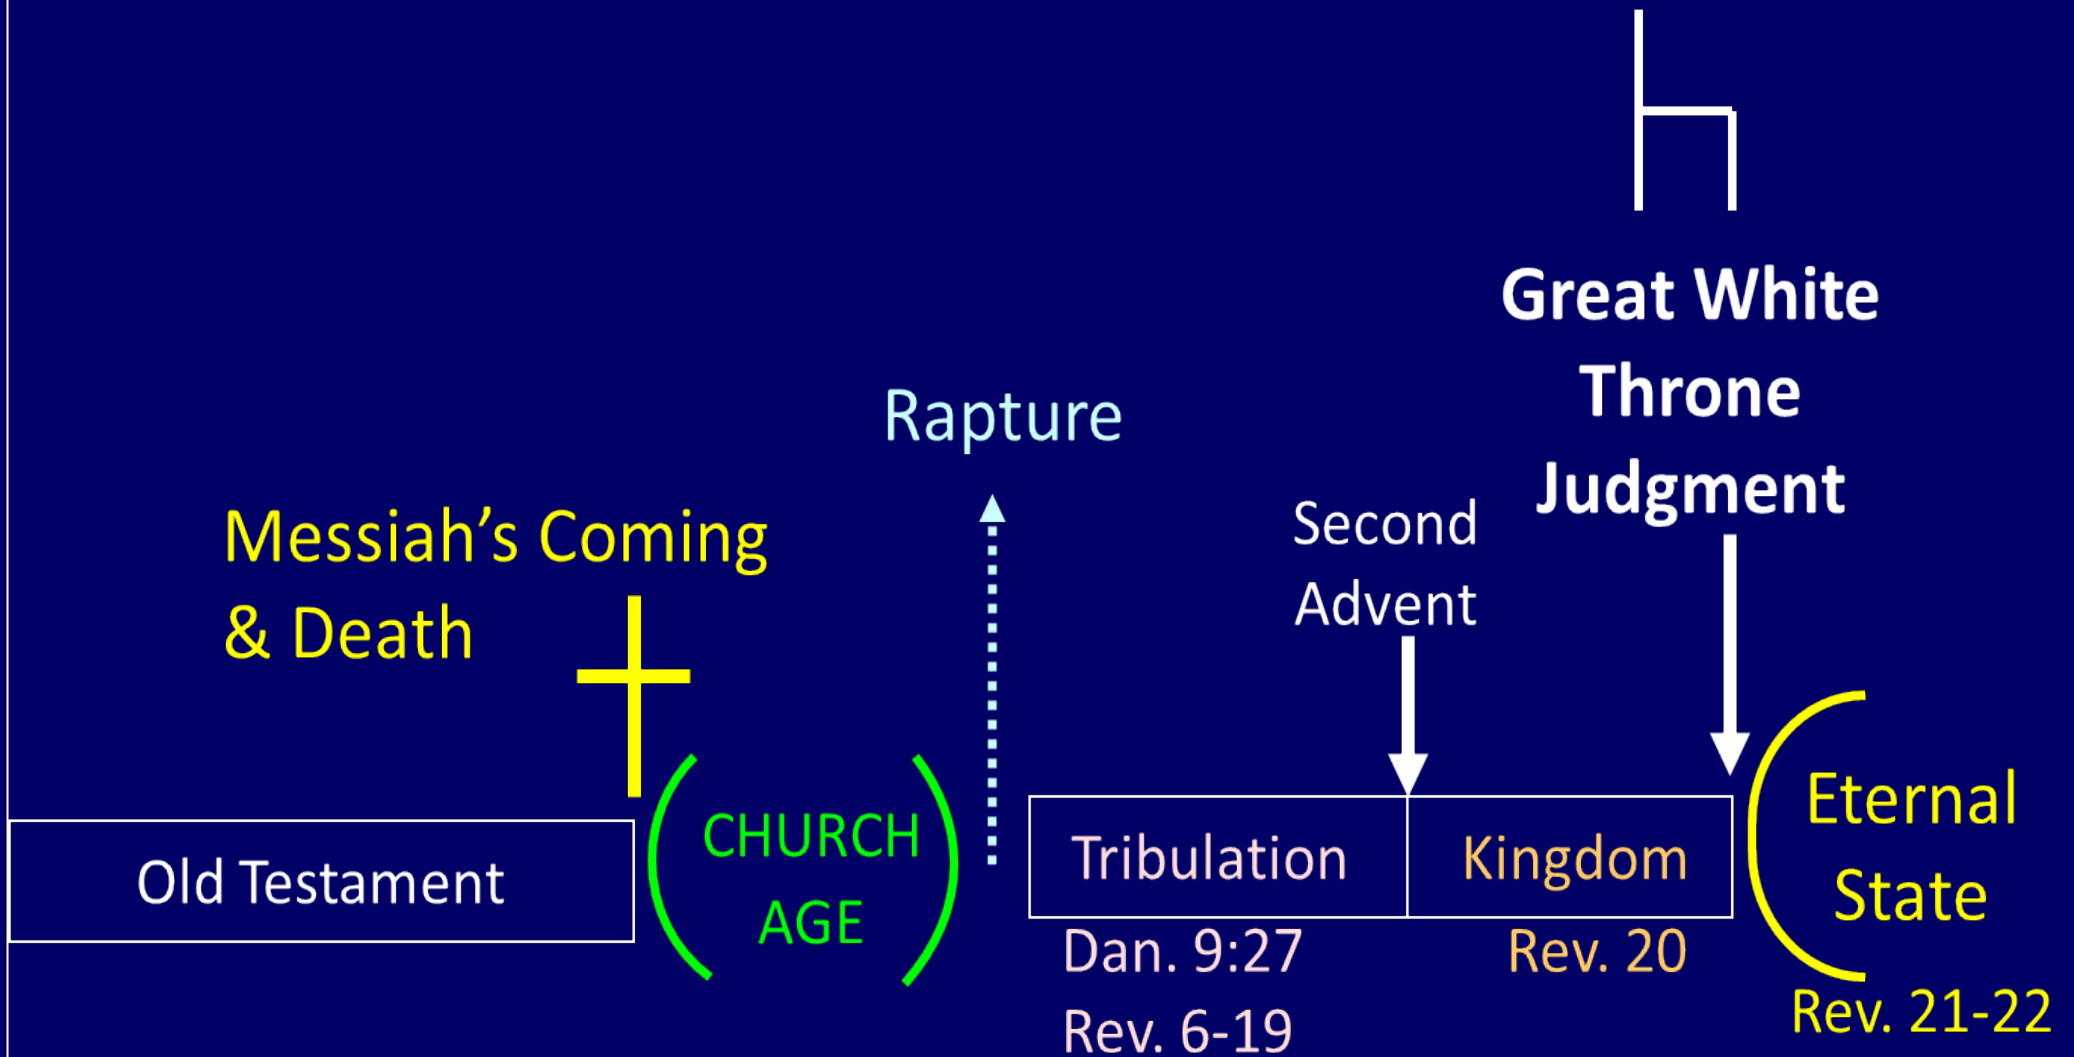 Great White
Throne
Judgment
Rapture
Second
Advent
Messiah’s Coming
& Death
Old Testament
CHURCH
AGE
Tribulation
Dan. 9:27
Rev. 6-19
Kingdom
Rev. 20
Eternal
State
Rev. 21-22